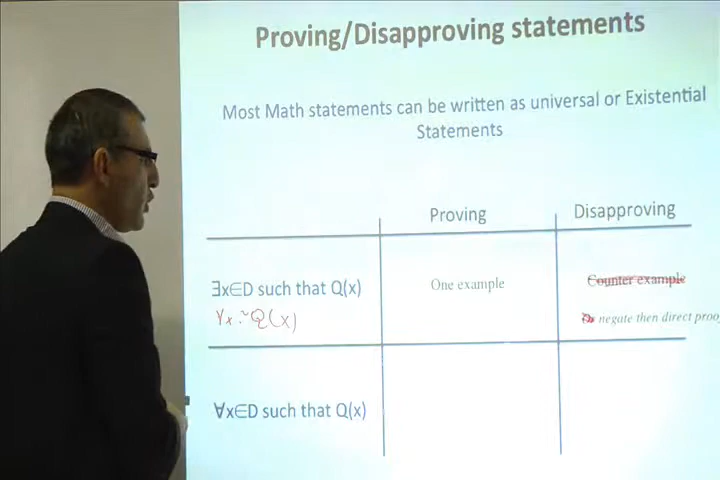 Proving/Disapproving statements
Most Math statements can be written as universal or Existential
Statements
Proving Disapproving
∃x∈D such that Q(x) One example Counter example
∀x ~Q(x) negate then direct proo
∀x∈D such that Q(x)